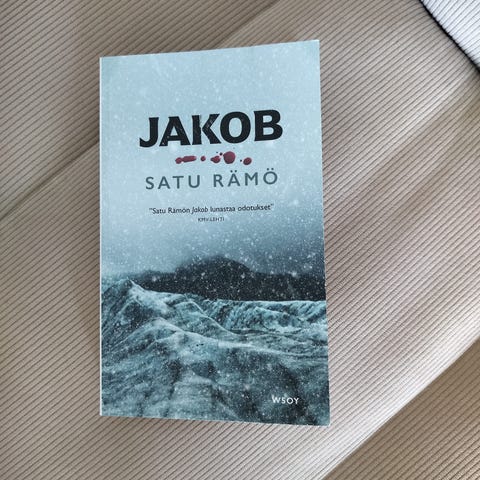 JAKOB
SATU RÄMÖ
"Satu Rämön Jakob lunastaa odotukset"
KMV-LEHTI
WSOY